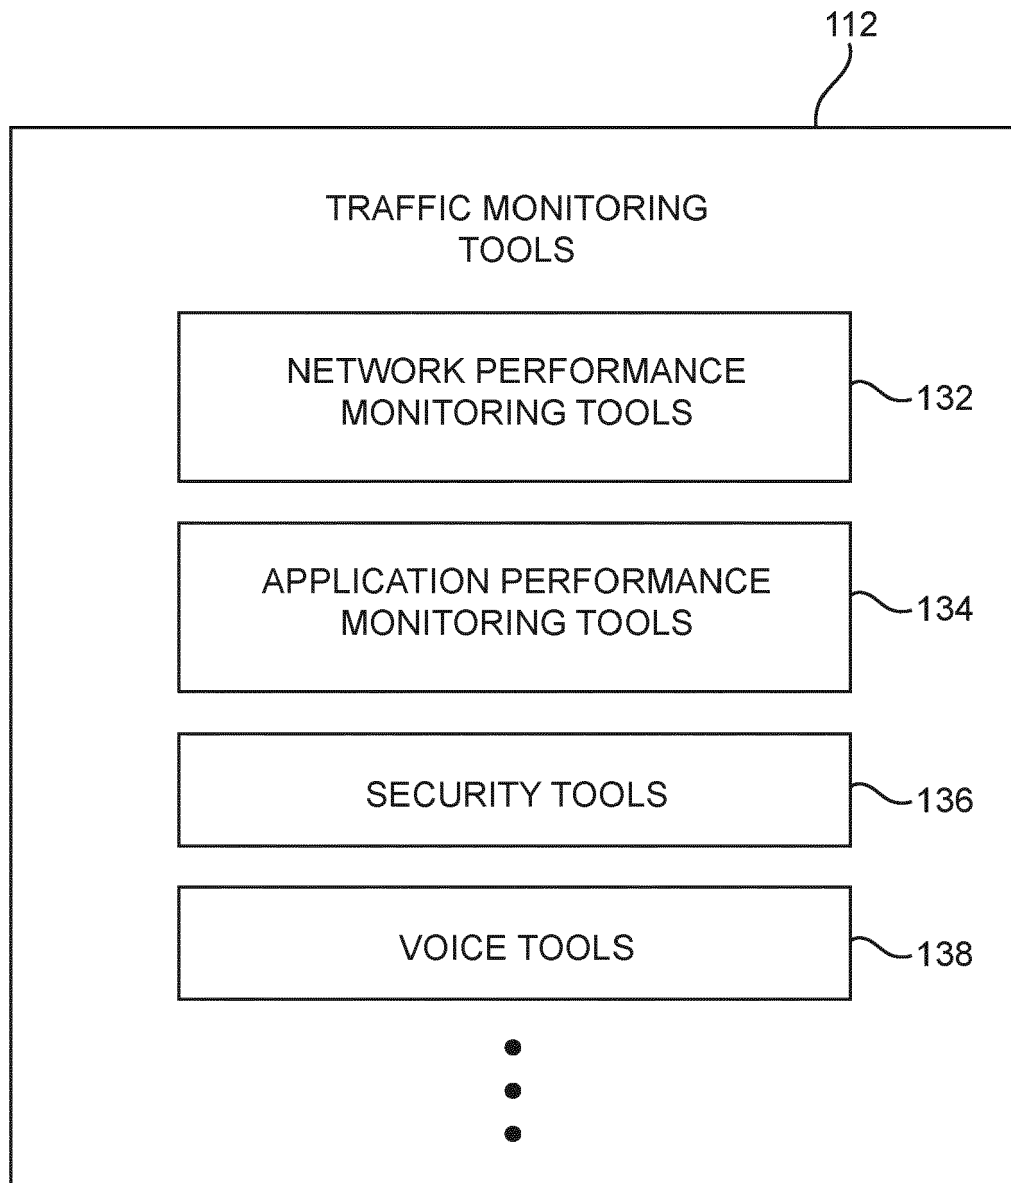 112
TRAFFIC MONITORING
TOOLS
NETWORK PERFORMANCE
MONITORING TOOLS
132
APPLICATION PERFORMANCE
MONITORING TOOLS
134
SECURITY TOOLS
136
VOICE TOOLS
138